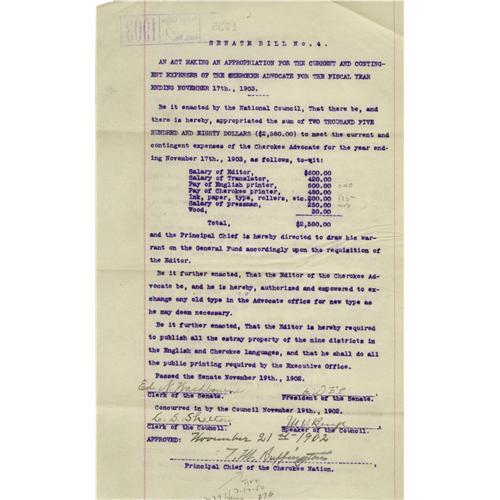 1903
SENATE BILL No. 4.
AN ACT MAKING AN APPROPRIATION FOR THE CURRENT AND CONTING-
ENT EXPENSES OF THE CHEROKEE ADVOCATE FOR THE FISCAL YEAR
ENDING NOVEMBER 17th., 1903.
Be it enacted by the National Council, That there be, and
there is hereby, appropriated the sum of TWO THOUSAND FIVE
HUNDRED AND EIGHTY DOLLARS ($2,580.00) to meet the current and
contingent expenses of the Cherokee Advocate for the year end-
ing November 17th., 1903, as follows, to-wit:
Salary of Editor, $600.00
Salary of Translator, 420.00
Pay of English printer, 600.00
Pay of Cherokee printer, 450.00
Ink, paper, type, rollers, etc. 200.00
Salary of pressman, 250.00
Wood, 20.00
Total, $2,580.00
and the Principal Chief is hereby directed to draw his war-
rant on the General Fund accordingly upon the requisition of
the Editor.
Be it further enacted, That the Editor of the Cherokee Ad-
vocate be, and he is hereby, authorized and empowered to ex-
change any old type in the Advocate office for new type as
he may deem necessary.
Be it further enacted, That the Editor is hereby required
to publish all the estray property of the nine districts in
the English and Cherokee languages, and that he shall do all
the public printing required by the Executive Office.
Passed the Senate November 19th., 1902.
Ed. N. Washbourne
Clerk of the Senate. President of the Senate.
Concurred in by the Council November 19th., 1902.
L. S. Shelton
Clerk of the Council. Speaker of the Council.
APPROVED: November 21st 1902
T. M. Buffington
Principal Chief of the Cherokee Nation.